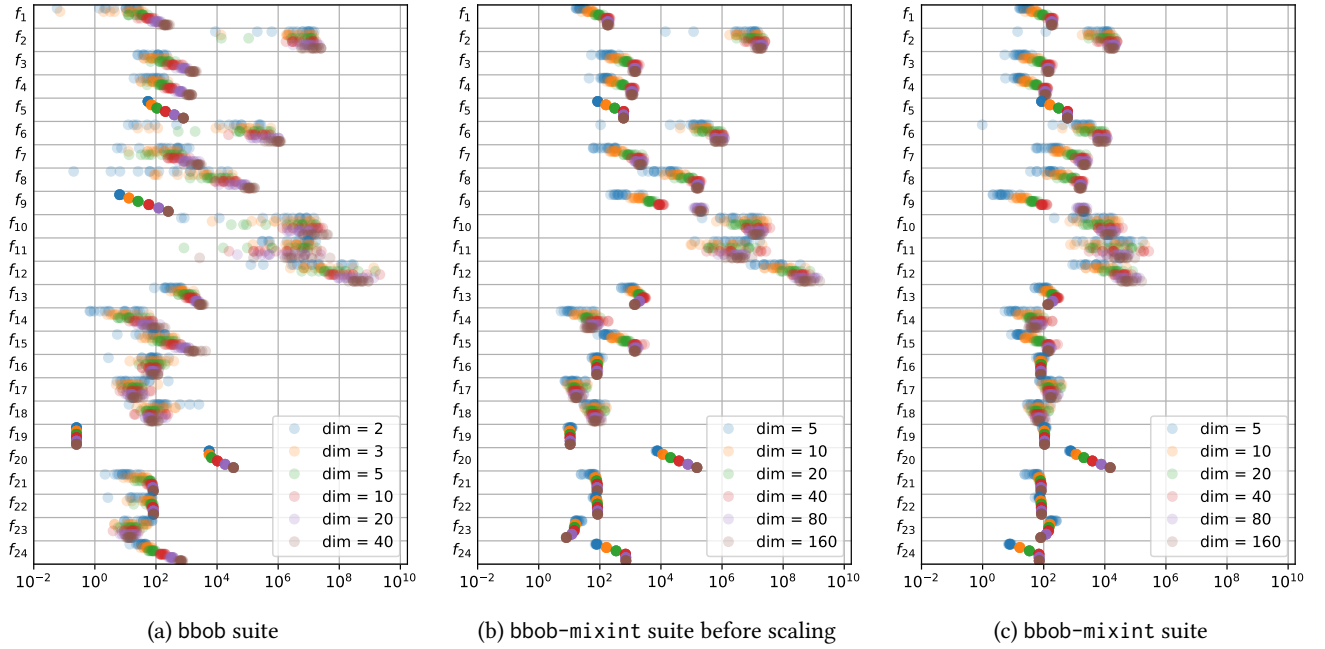 f1
f2
f3
f4
f5
f6
f7
f8
f9
f10
f11
f12
f13
f14
f15
f16
f17
f18
f19
f20
f21
f22
f23
f24
dim = 2
dim = 3
dim = 5
dim = 10
dim = 20
dim = 40
10−2 100 102 104 106 108 1010
(a) bbob suite
f1
f2
f3
f4
f5
f6
f7
f8
f9
f10
f11
f12
f13
f14
f15
f16
f17
f18
f19
f20
f21
f22
f23
f24
dim = 5
dim = 10
dim = 20
dim = 40
dim = 80
dim = 160
10−2 100 102 104 106 108 1010
(b) bbob-mixint suite before scaling
f1
f2
f3
f4
f5
f6
f7
f8
f9
f10
f11
f12
f13
f14
f15
f16
f17
f18
f19
f20
f21
f22
f23
f24
dim = 5
dim = 10
dim = 20
dim = 40
dim = 80
dim = 160
10−2 100 102 104 106 108 1010
(c) bbob-mixint suite